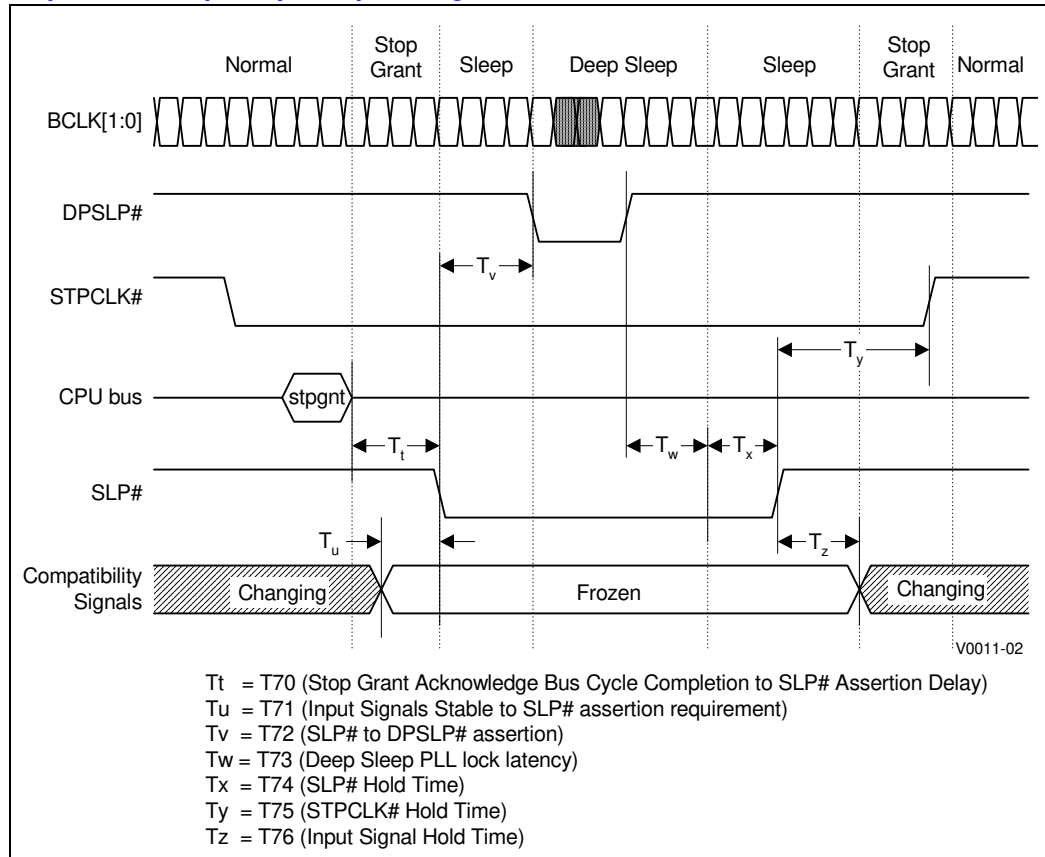 Normal
Stop
Grant
Sleep
Deep Sleep
Sleep
Stop
Grant
Normal
BCLK[1:0]
DPSLP#
Tv
STPCLK#
Ty
CPU bus
stpgnt
Tt
Tw
Tx
SLP#
Tu
Tz
Compatibility
Signals
Changing
Frozen
Changing
V0011-02
Tt = T70 (Stop Grant Acknowledge Bus Cycle Completion to SLP# Assertion Delay)
Tu = T71 (Input Signals Stable to SLP# assertion requirement)
Tv = T72 (SLP# to DPSLP# assertion)
Tw = T73 (Deep Sleep PLL lock latency)
Tx = T74 (SLP# Hold Time)
Ty = T75 (STPCLK# Hold Time)
Tz = T76 (Input Signal Hold Time)